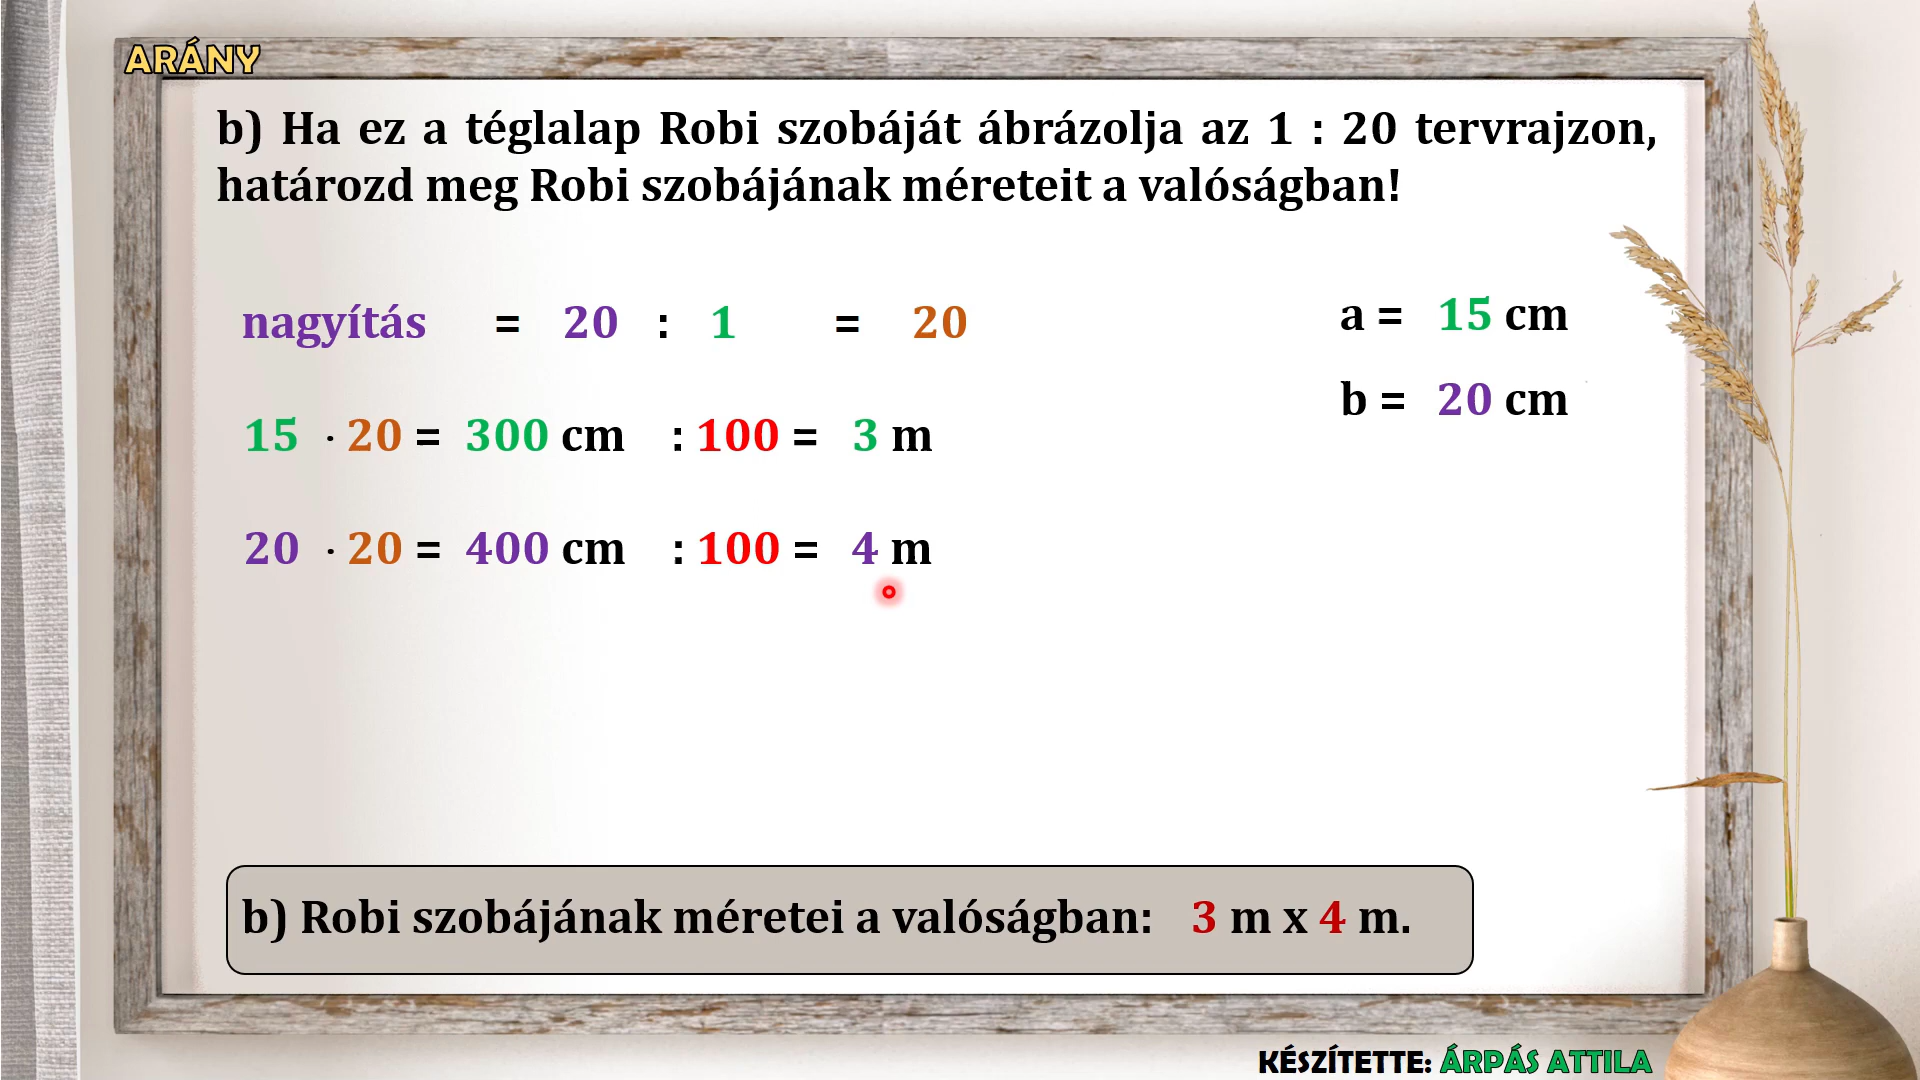 ARÁNY
b) Ha ez a téglalap Robi szobáját ábrázolja az 1 : 20 tervrajzon,
határozd meg Robi szobájának méreteit a valóságban!
nagyítás = 20 : 1 = 20
a = 15 cm
b = 20 cm
15 · 20 = 300 cm : 100 = 3 m
20 · 20 = 400 cm : 100 = 4 m
b) Robi szobájának méretei a valóságban: 3 m x 4 m.
KÉSZÍTETTE: ÁRPÁS ATTILA